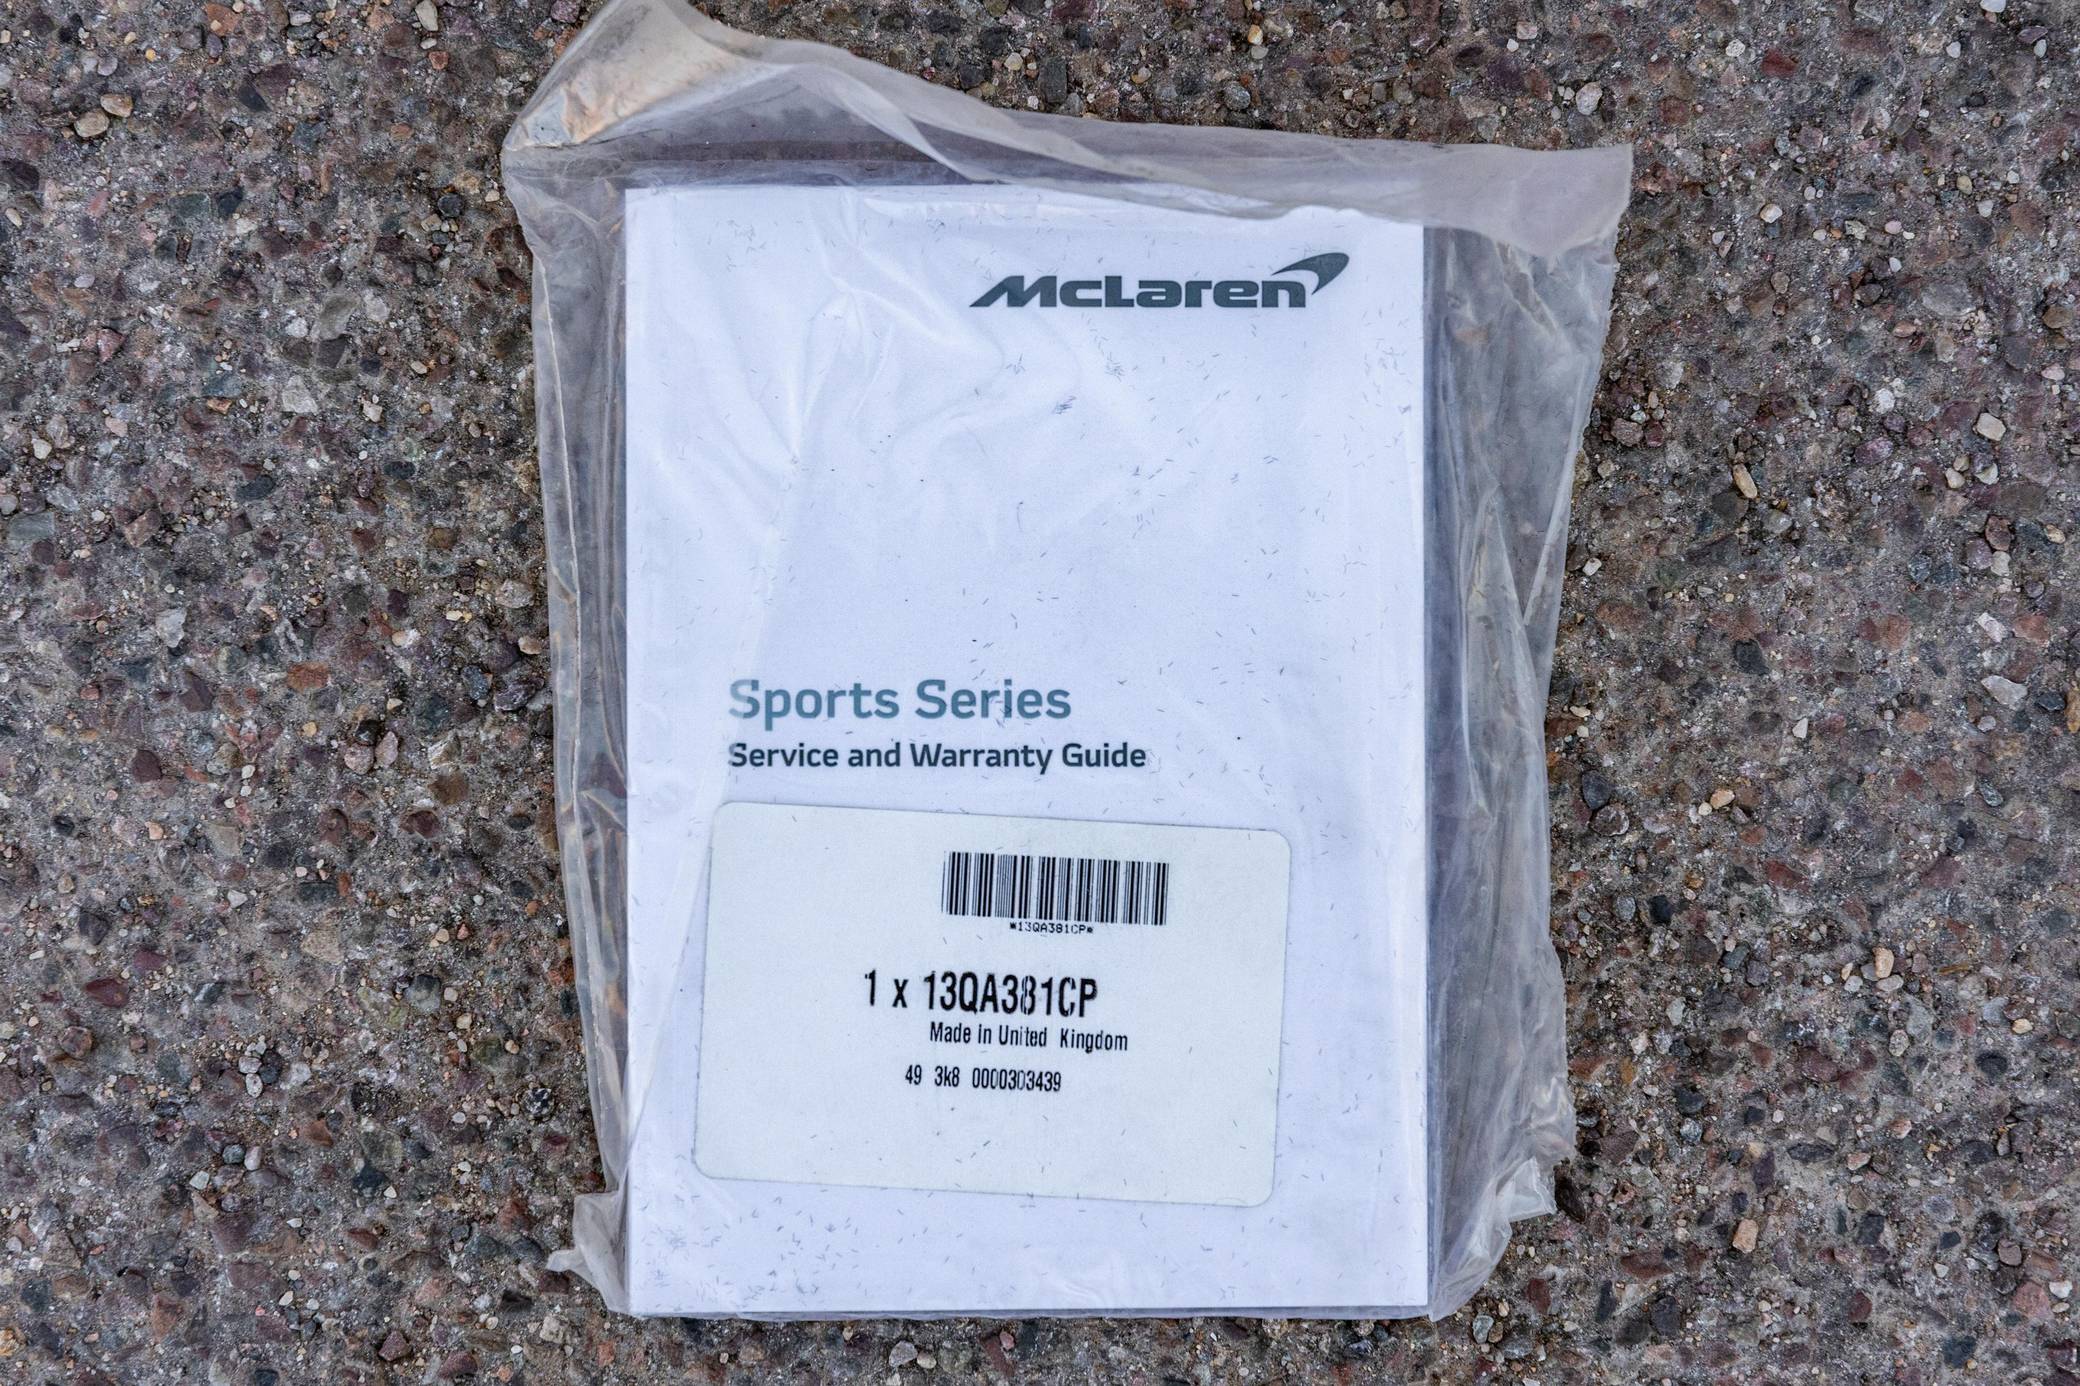 McLaren
Sports Series
Service and Warranty Guide
*13QA381CP*
1 x 13QA381CP
Made In United Kingdom
49 3k8 0000303439